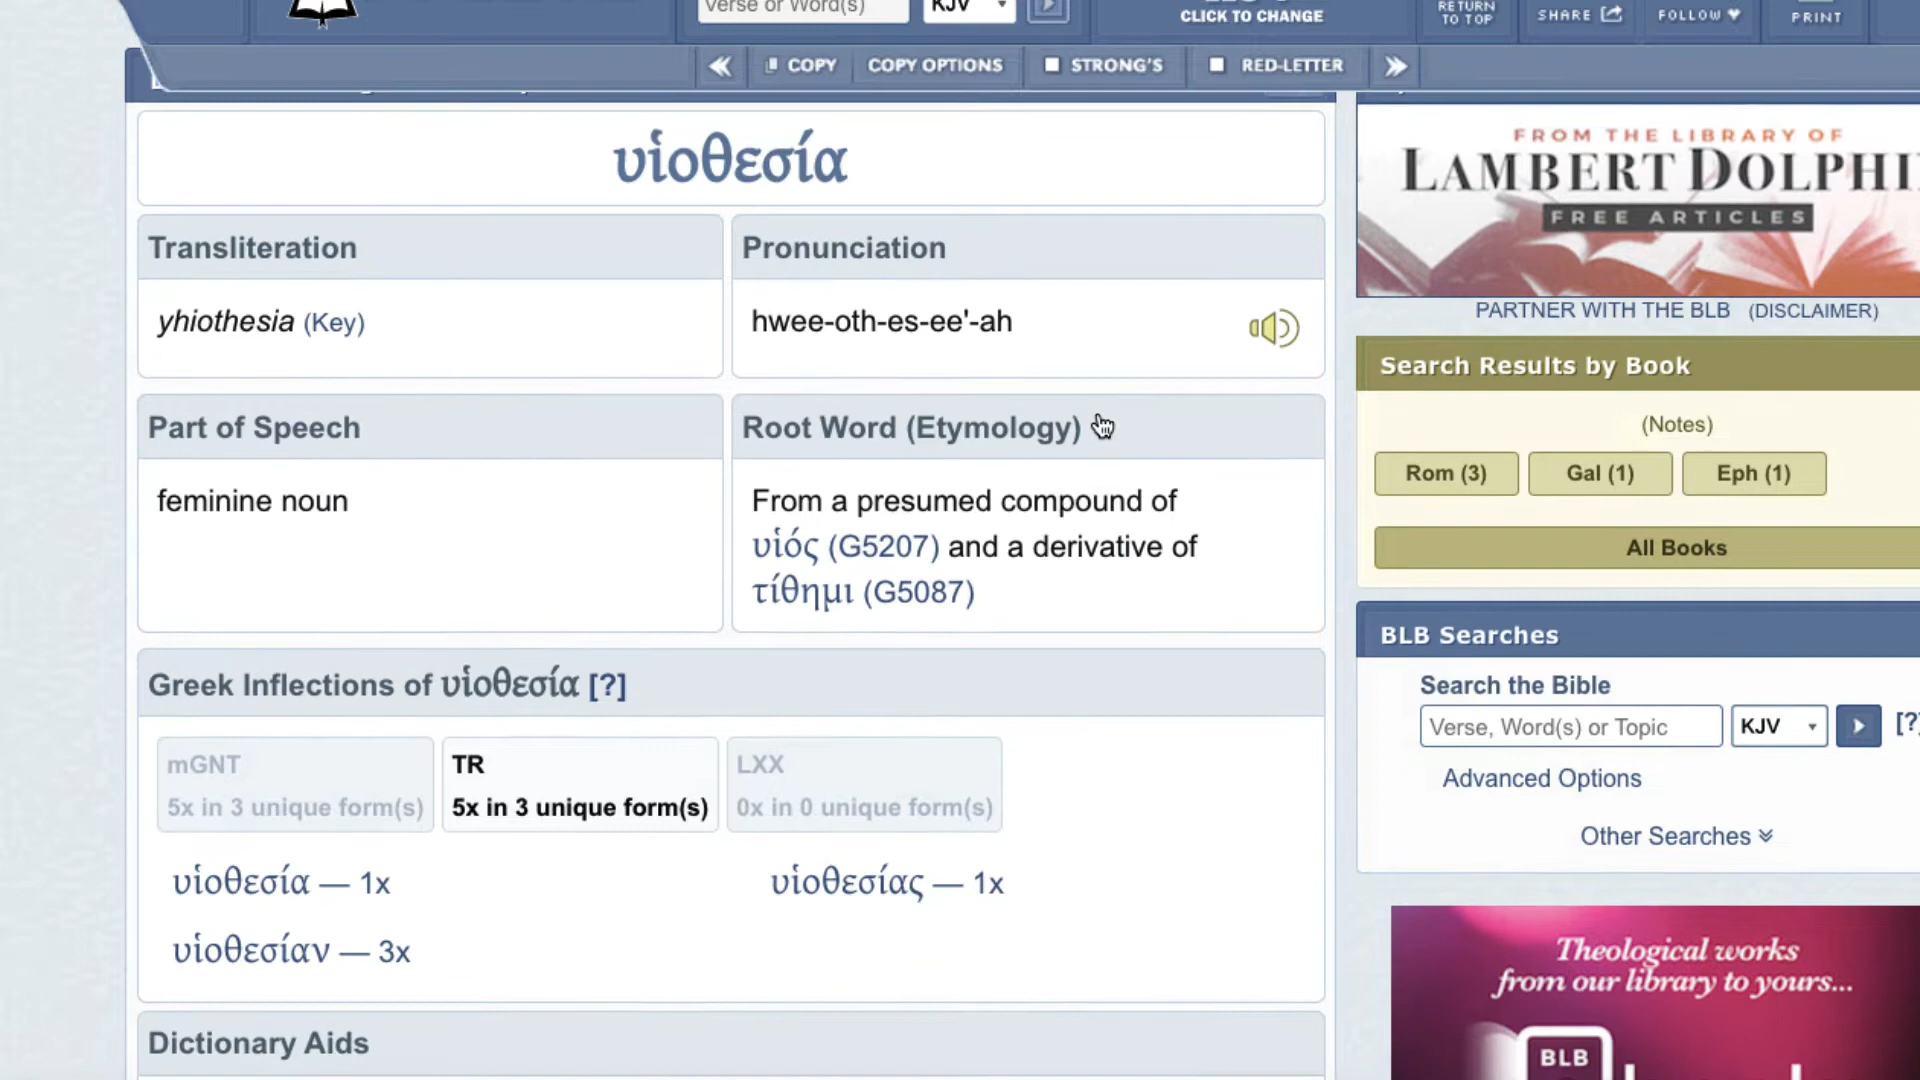 Verse or Word(s)
KJV
CLICK TO CHANGE
RETURN
TO TOP
SHARE
FOLLOW
PRINT
COPY
COPY OPTIONS
STRONG'S
RED-LETTER
υἱοθεσία
Transliteration
yhiothesia (Key)
Pronunciation
hwee-oth-es-ee'-ah
Part of Speech
feminine noun
Root Word (Etymology)
From a presumed compound of
υἱός (G5207) and a derivative of
τίθημι (G5087)
Greek Inflections of υἱοθεσία [?]
mGNT
5x in 3 unique form(s)
TR
5x in 3 unique form(s)
LXX
0x in 0 unique form(s)
υἱοθεσία — 1x
υἱοθεσίας — 1x
υἱοθεσίαν — 3x
Dictionary Aids
FROM THE LIBRARY OF
LAMBERT DOLPHI
FREE ARTICLES
PARTNER WITH THE BLB (DISCLAIMER)
Search Results by Book
(Notes)
Rom (3)
Gal (1)
Eph (1)
All Books
BLB Searches
Search the Bible
Verse, Word(s) or Topic
KJV
[?]
Advanced Options
Other Searches
Theological works
from our library to yours...
BLB